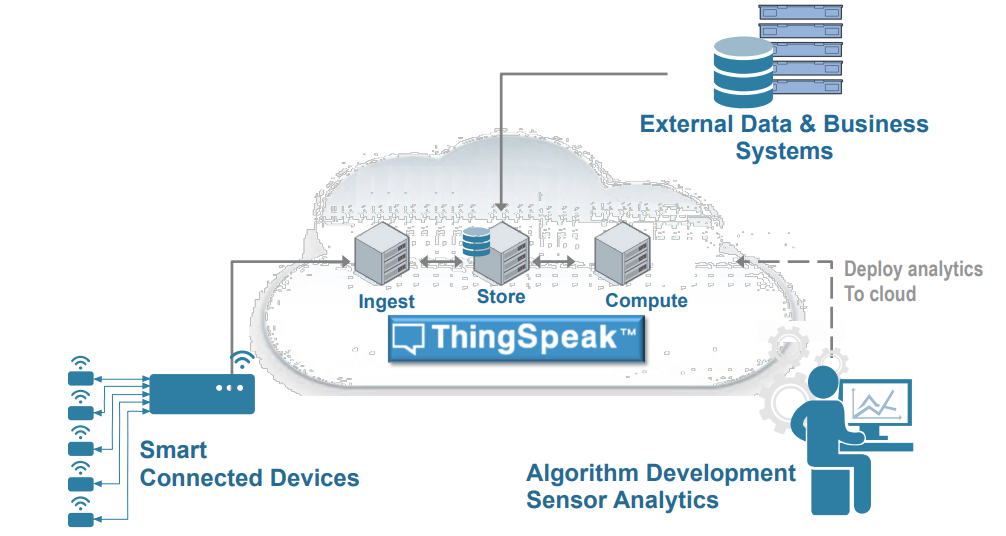 External Data & Business
Systems
Deploy analytics
To cloud
Ingest
Store
Compute
ThingSpeak™
Smart
Connected Devices
Algorithm Development
Sensor Analytics